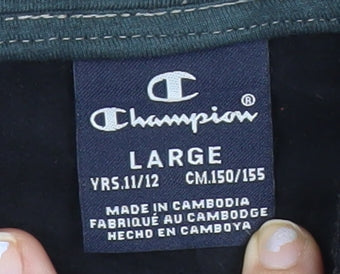 Champion®
LARGE
YRS.11/12 CM.150/155
MADE IN CAMBODIA
FABRIQUÉ AU CAMBODGE
HECHO EN CAMBOYA